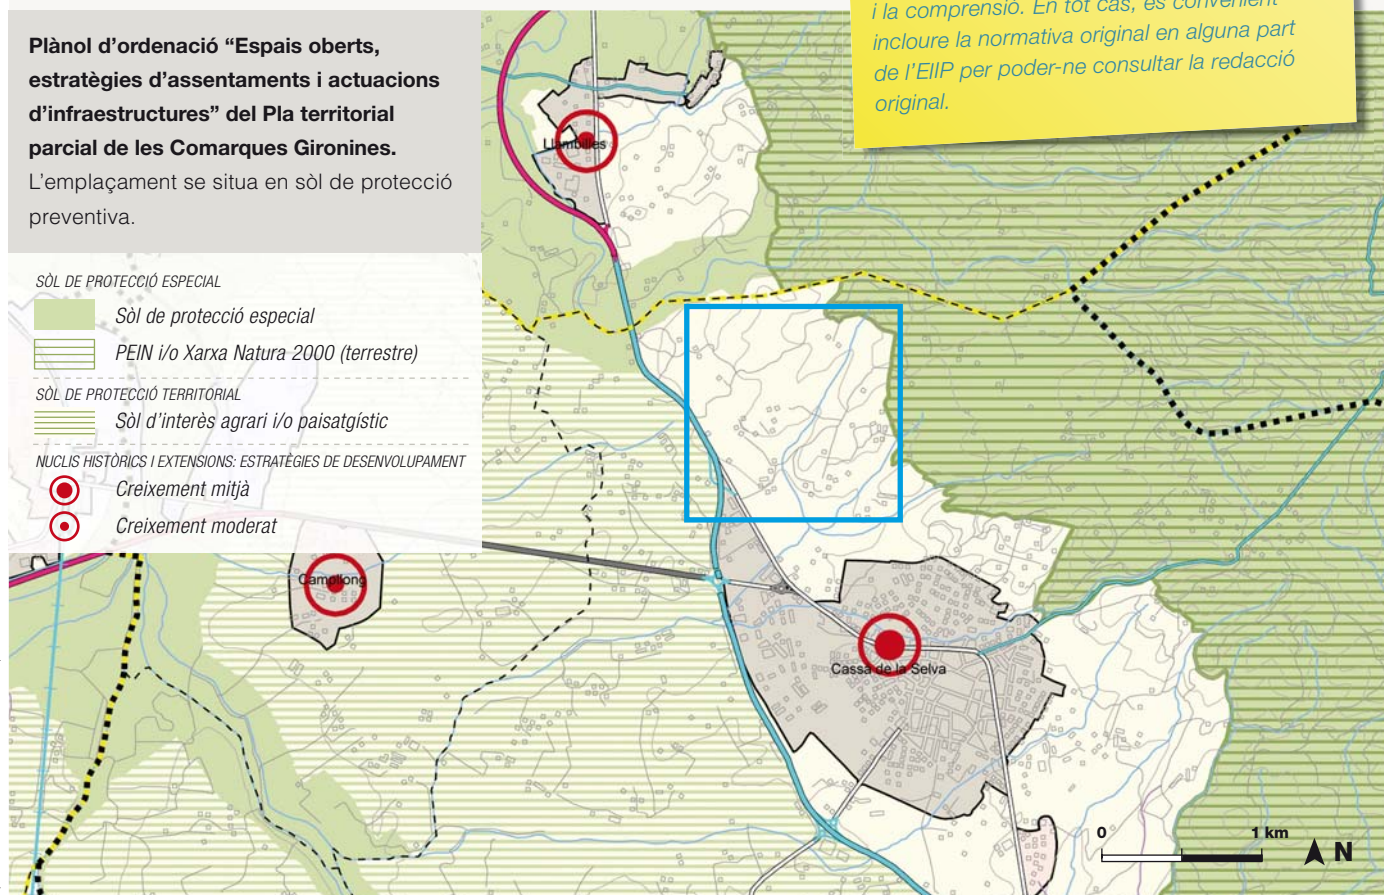 i la comprensió. En tot cas, és convenient
incloure la normativa original en alguna part
de l'EIIP per poder-ne consultar la redacció
original.
Plànol d'ordenació “Espais oberts,
estratègies d'assentaments i actuacions
d'infraestructures” del Pla territorial
parcial de les Comarques Gironines.
L'emplaçament se situa en sòl de protecció
preventiva.
SÒL DE PROTECCIÓ ESPECIAL
Sòl de protecció especial
PEIN i/o Xarxa Natura 2000 (terrestre)
SÒL DE PROTECCIÓ TERRITORIAL
Sòl d'interès agrari i/o paisatgístic
NUCLIS HISTÒRICS I EXTENSIONS: ESTRATÈGIES DE DESENVOLUPAMENT
Creixement mitjà
Creixement moderat
Llambilles
Campllong
Cassa de la Selva
0
1 km
N